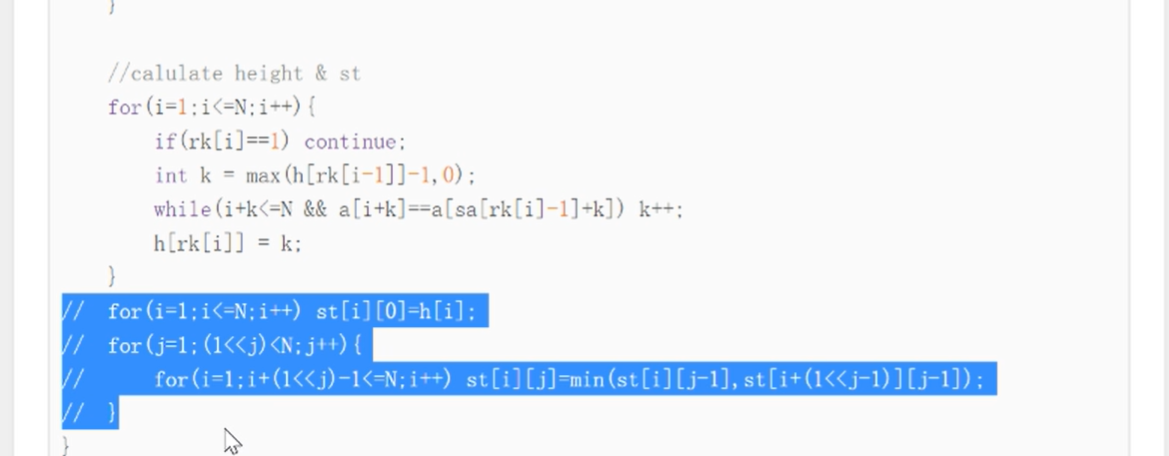 }
//calulate height & st
for(i=1;i<=N;i++){
if(rk[i]==1) continue;
int k = max(h[rk[i-1]]-1,0);
while(i+k<=N && a[i+k]==a[sa[rk[i]-1]+k]) k++;
h[rk[i]] = k;
}
// for(i=1;i<=N;i++) st[i][0]=h[i];
// for(j=1;(1<<j)<N;j++){
// for(i=1;i+(1<<j)-1<=N;i++) st[i][j]=min(st[i][j-1],st[i+(1<<j-1)][j-1]);
// }
}